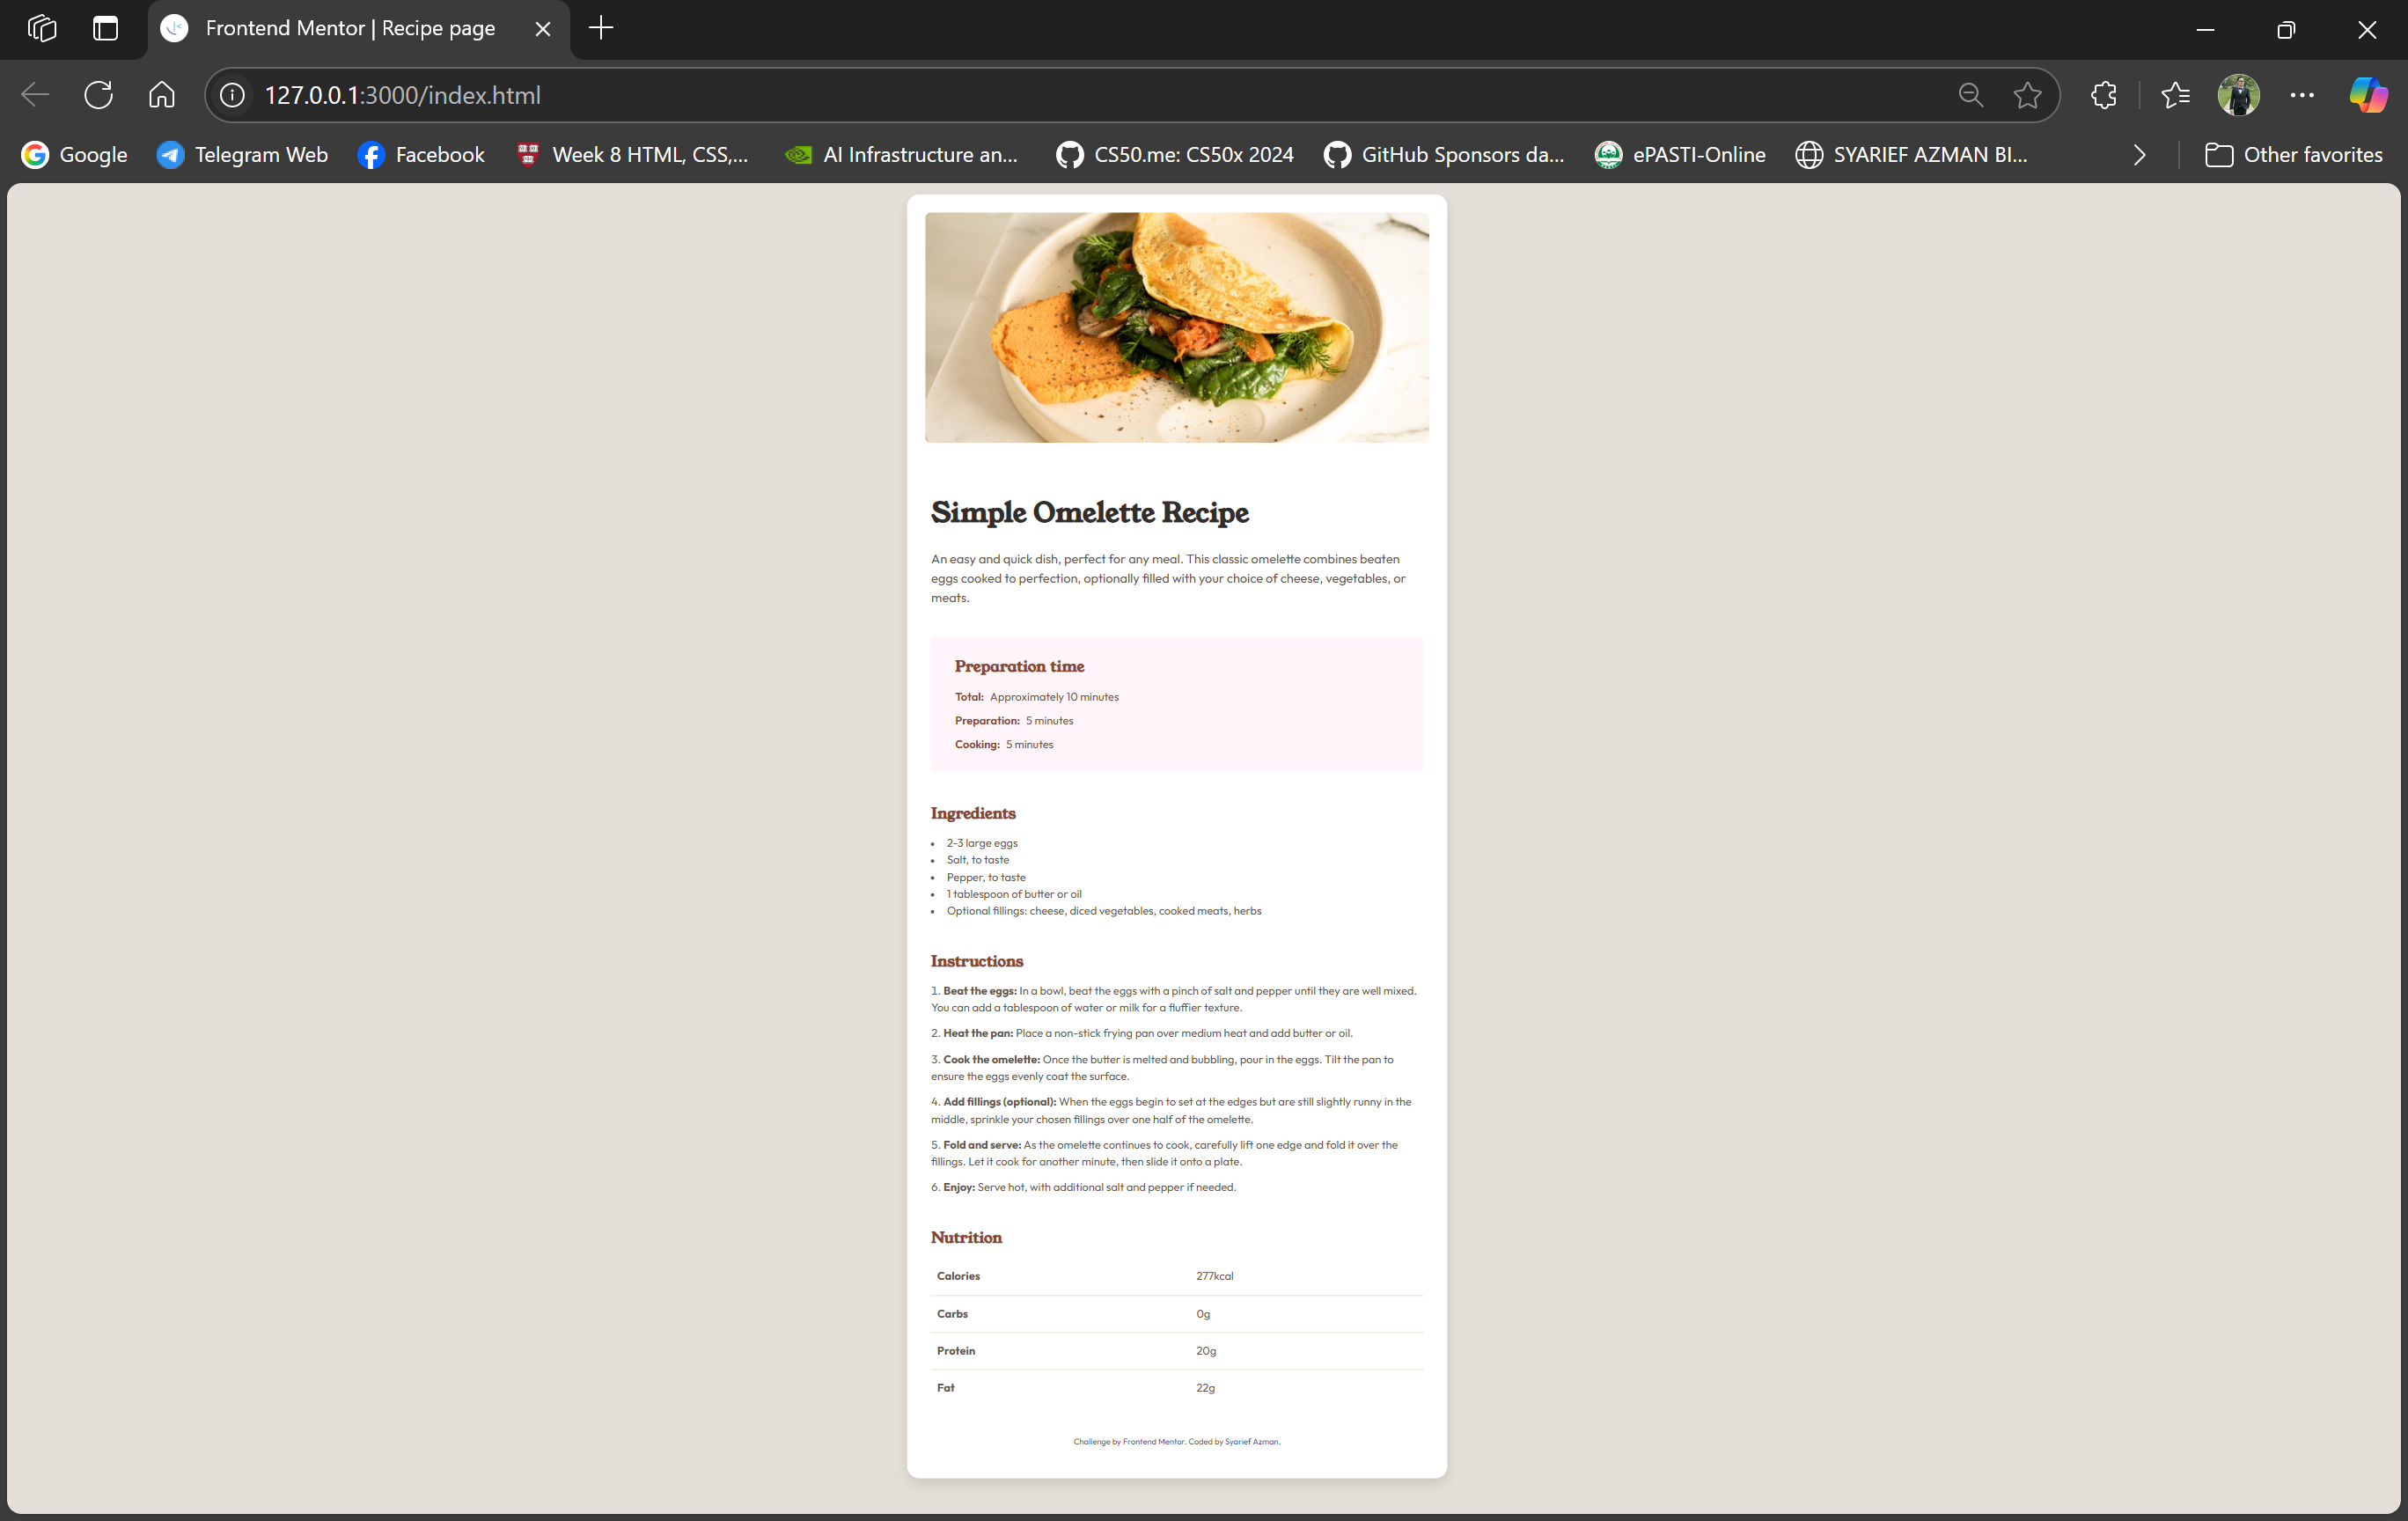 Frontend Mentor | Recipe page
127.0.0.1:3000/index.html
Google Telegram Web Facebook Week 8 HTML, CSS,... AI Infrastructure an... CS50.me: CS50x 2024 GitHub Sponsors da... ePASTI-Online SYARIEF AZMAN BI... Other favorites
Simple Omelette Recipe
An easy and quick dish, perfect for any meal. This classic omelette combines beaten
eggs cooked to perfection, optionally filled with your choice of cheese, vegetables, or
meats.
Preparation time
Total: Approximately 10 minutes
Preparation: 5 minutes
Cooking: 5 minutes
Ingredients
• 2-3 large eggs
• Salt, to taste
• Pepper, to taste
• 1 tablespoon of butter or oil
• Optional fillings: cheese, diced vegetables, cooked meats, herbs
Instructions
1. Beat the eggs: In a bowl, beat the eggs with a pinch of salt and pepper until they are well mixed.
You can add a tablespoon of water or milk for a fluffier texture.
2. Heat the pan: Place a non-stick frying pan over medium heat and add butter or oil.
3. Cook the omelette: Once the butter is melted and bubbling, pour in the eggs. Tilt the pan to
ensure the eggs evenly coat the surface.
4. Add fillings (optional): When the eggs begin to set at the edges but are still slightly runny in the
middle, sprinkle your chosen fillings over one half of the omelette.
5. Fold and serve: As the omelette continues to cook, carefully lift one edge and fold it over the
fillings. Let it cook for another minute, then slide it onto a plate.
6. Enjoy: Serve hot, with additional salt and pepper if needed.
Nutrition
Calories 277kcal
Carbs 0g
Protein 20g
Fat 22g
Challenge by Frontend Mentor. Coded by Syarief Azman.